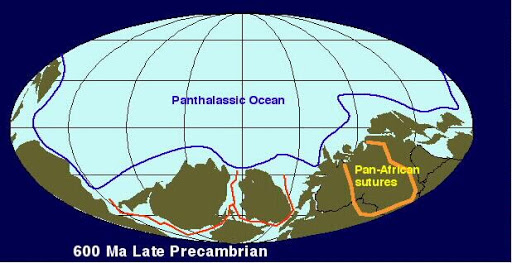 Panthalassic Ocean
Pan-African
sutures
600 Ma Late Precambrian